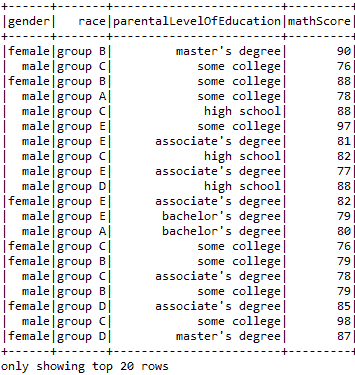 +------+-------+------------------------+---------+
|gender|   race|parentalLevelOfEducation|mathScore|
+------+-------+------------------------+---------+
|female|group B|         master's degree|       90|
|  male|group C|            some college|       76|
|female|group B|            some college|       88|
|  male|group A|            some college|       78|
|  male|group C|             high school|       88|
|  male|group E|            some college|       97|
|  male|group E|      associate's degree|       81|
|  male|group C|             high school|       82|
|  male|group E|      associate's degree|       77|
|  male|group D|             high school|       88|
|female|group E|      associate's degree|       82|
|  male|group E|       bachelor's degree|       79|
|  male|group A|       bachelor's degree|       80|
|female|group C|            some college|       76|
|female|group B|            some college|       79|
|  male|group C|      associate's degree|       78|
|  male|group B|            some college|       79|
|female|group D|      associate's degree|       85|
|  male|group C|            some college|       98|
|female|group D|         master's degree|       87|
+------+-------+------------------------+---------+
only showing top 20 rows